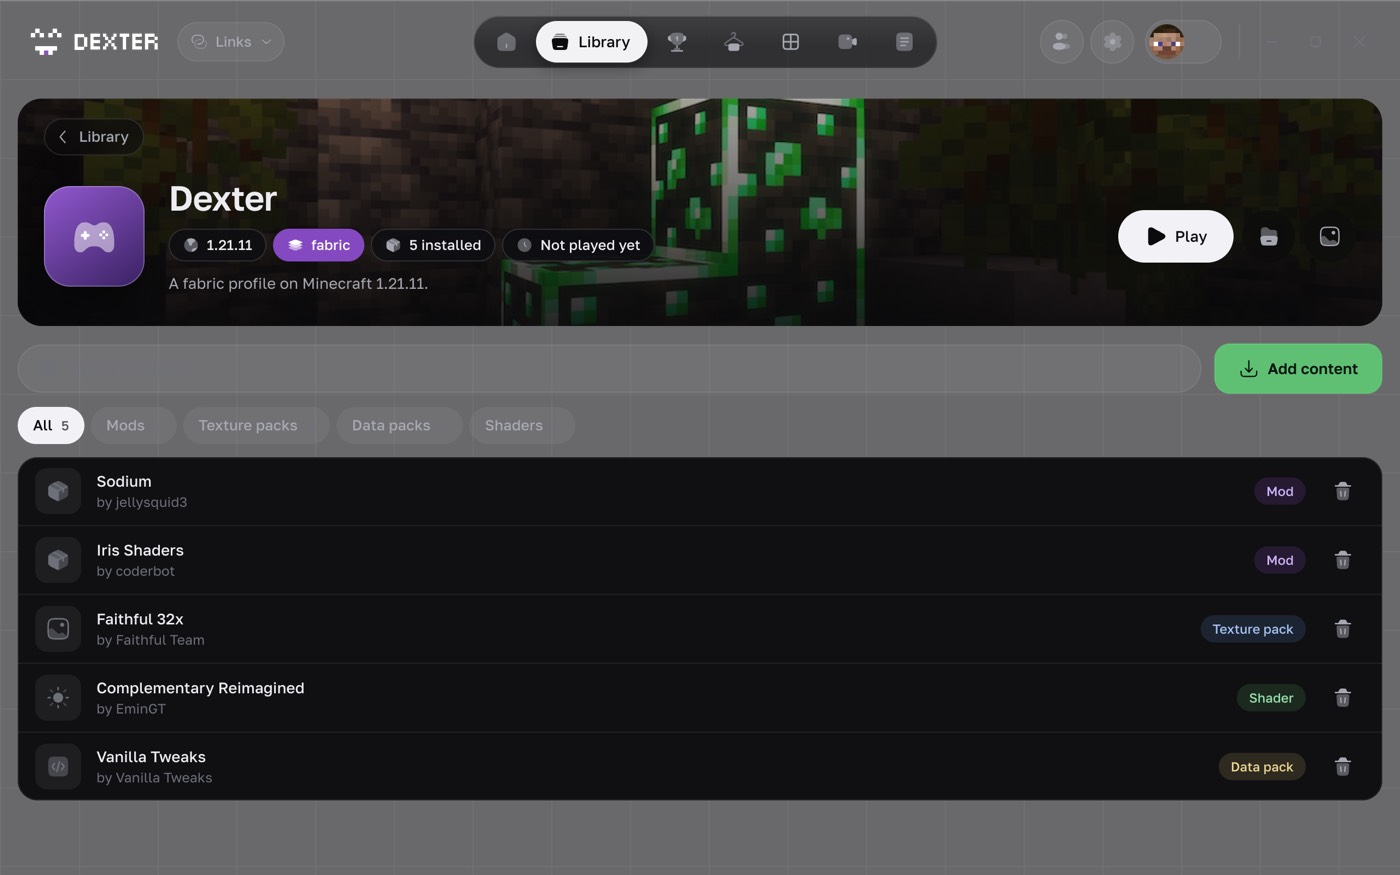 DEXTER
Links
Library
Library
Dexter
1.21.11
fabric
5 installed
Not played yet
A fabric profile on Minecraft 1.21.11.
Play
Add content
All 5
Mods
Texture packs
Data packs
Shaders
Sodium
by jellysquid3
Mod
Iris Shaders
by coderbot
Mod
Faithful 32x
by Faithful Team
Texture pack
Complementary Reimagined
by EminGT
Shader
Vanilla Tweaks
by Vanilla Tweaks
Data pack